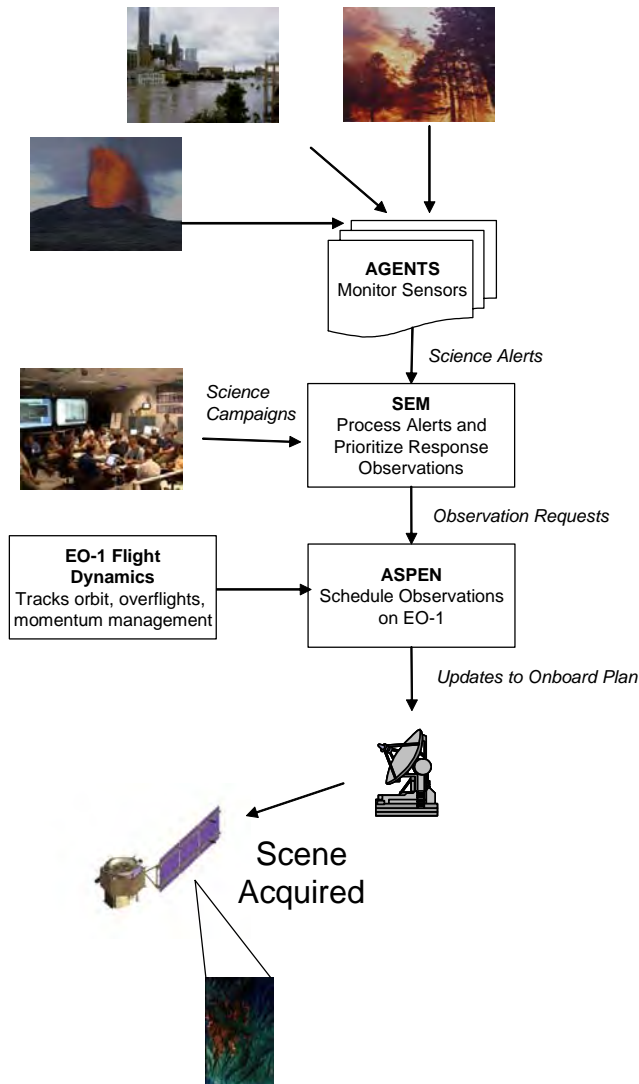 AGENTS
Monitor Sensors
Science Alerts
Science
Campaigns
SEM
Process Alerts and
Prioritize Response
Observations
Observation Requests
EO-1 Flight
Dynamics
Tracks orbit, overflights,
momentum management
ASPEN
Schedule Observations
on EO-1
Updates to Onboard Plan
Scene
Acquired